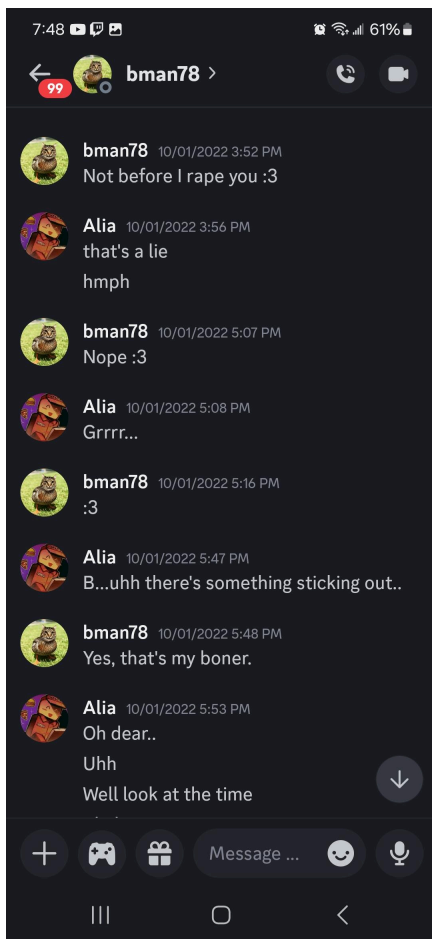 7:48
61%
99
bman78
bman78 10/01/2022 3:52 PM
Not before I rape you :3
Alia 10/01/2022 3:56 PM
that's a lie
hmph
bman78 10/01/2022 5:07 PM
Nope :3
Alia 10/01/2022 5:08 PM
Grrrr...
bman78 10/01/2022 5:16 PM
:3
Alia 10/01/2022 5:47 PM
B...uhh there's something sticking out..
bman78 10/01/2022 5:48 PM
Yes, that's my boner.
Alia 10/01/2022 5:53 PM
Oh dear..
Uhh
Well look at the time
Message ...